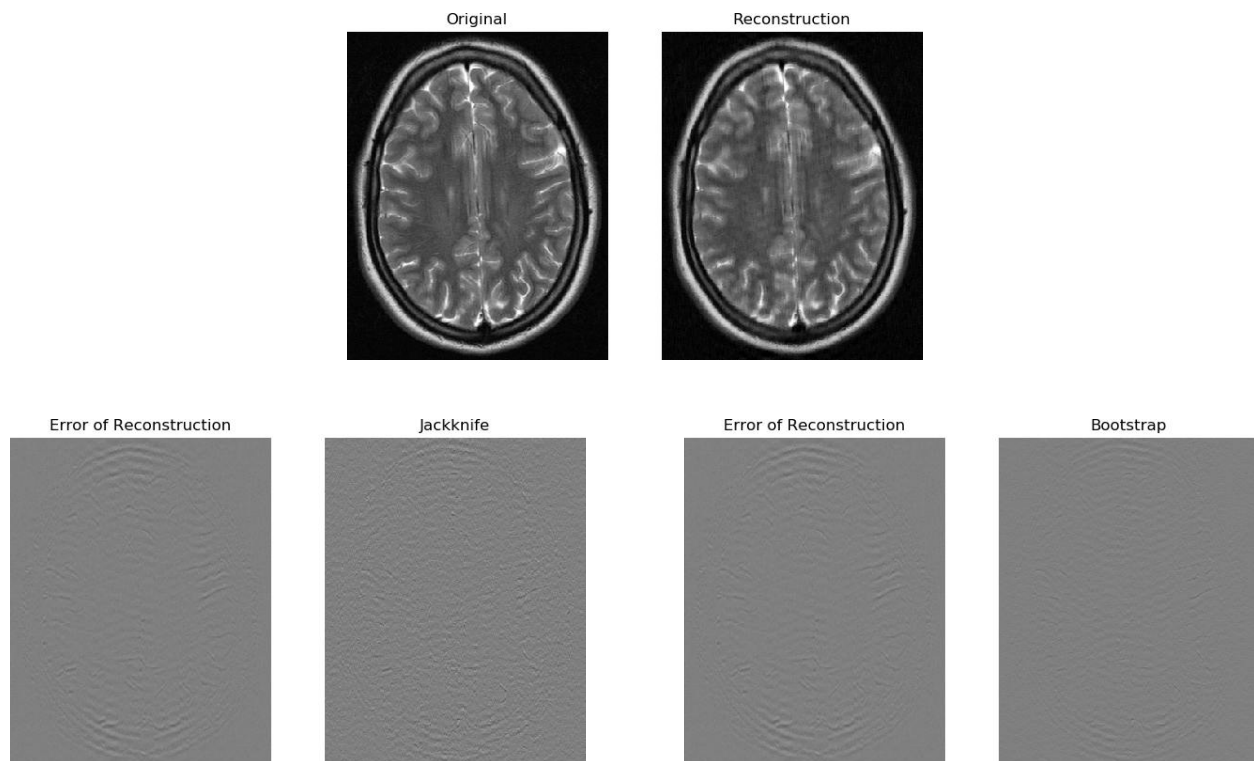 Original
Reconstruction
Error of Reconstruction
Jackknife
Error of Reconstruction
Bootstrap